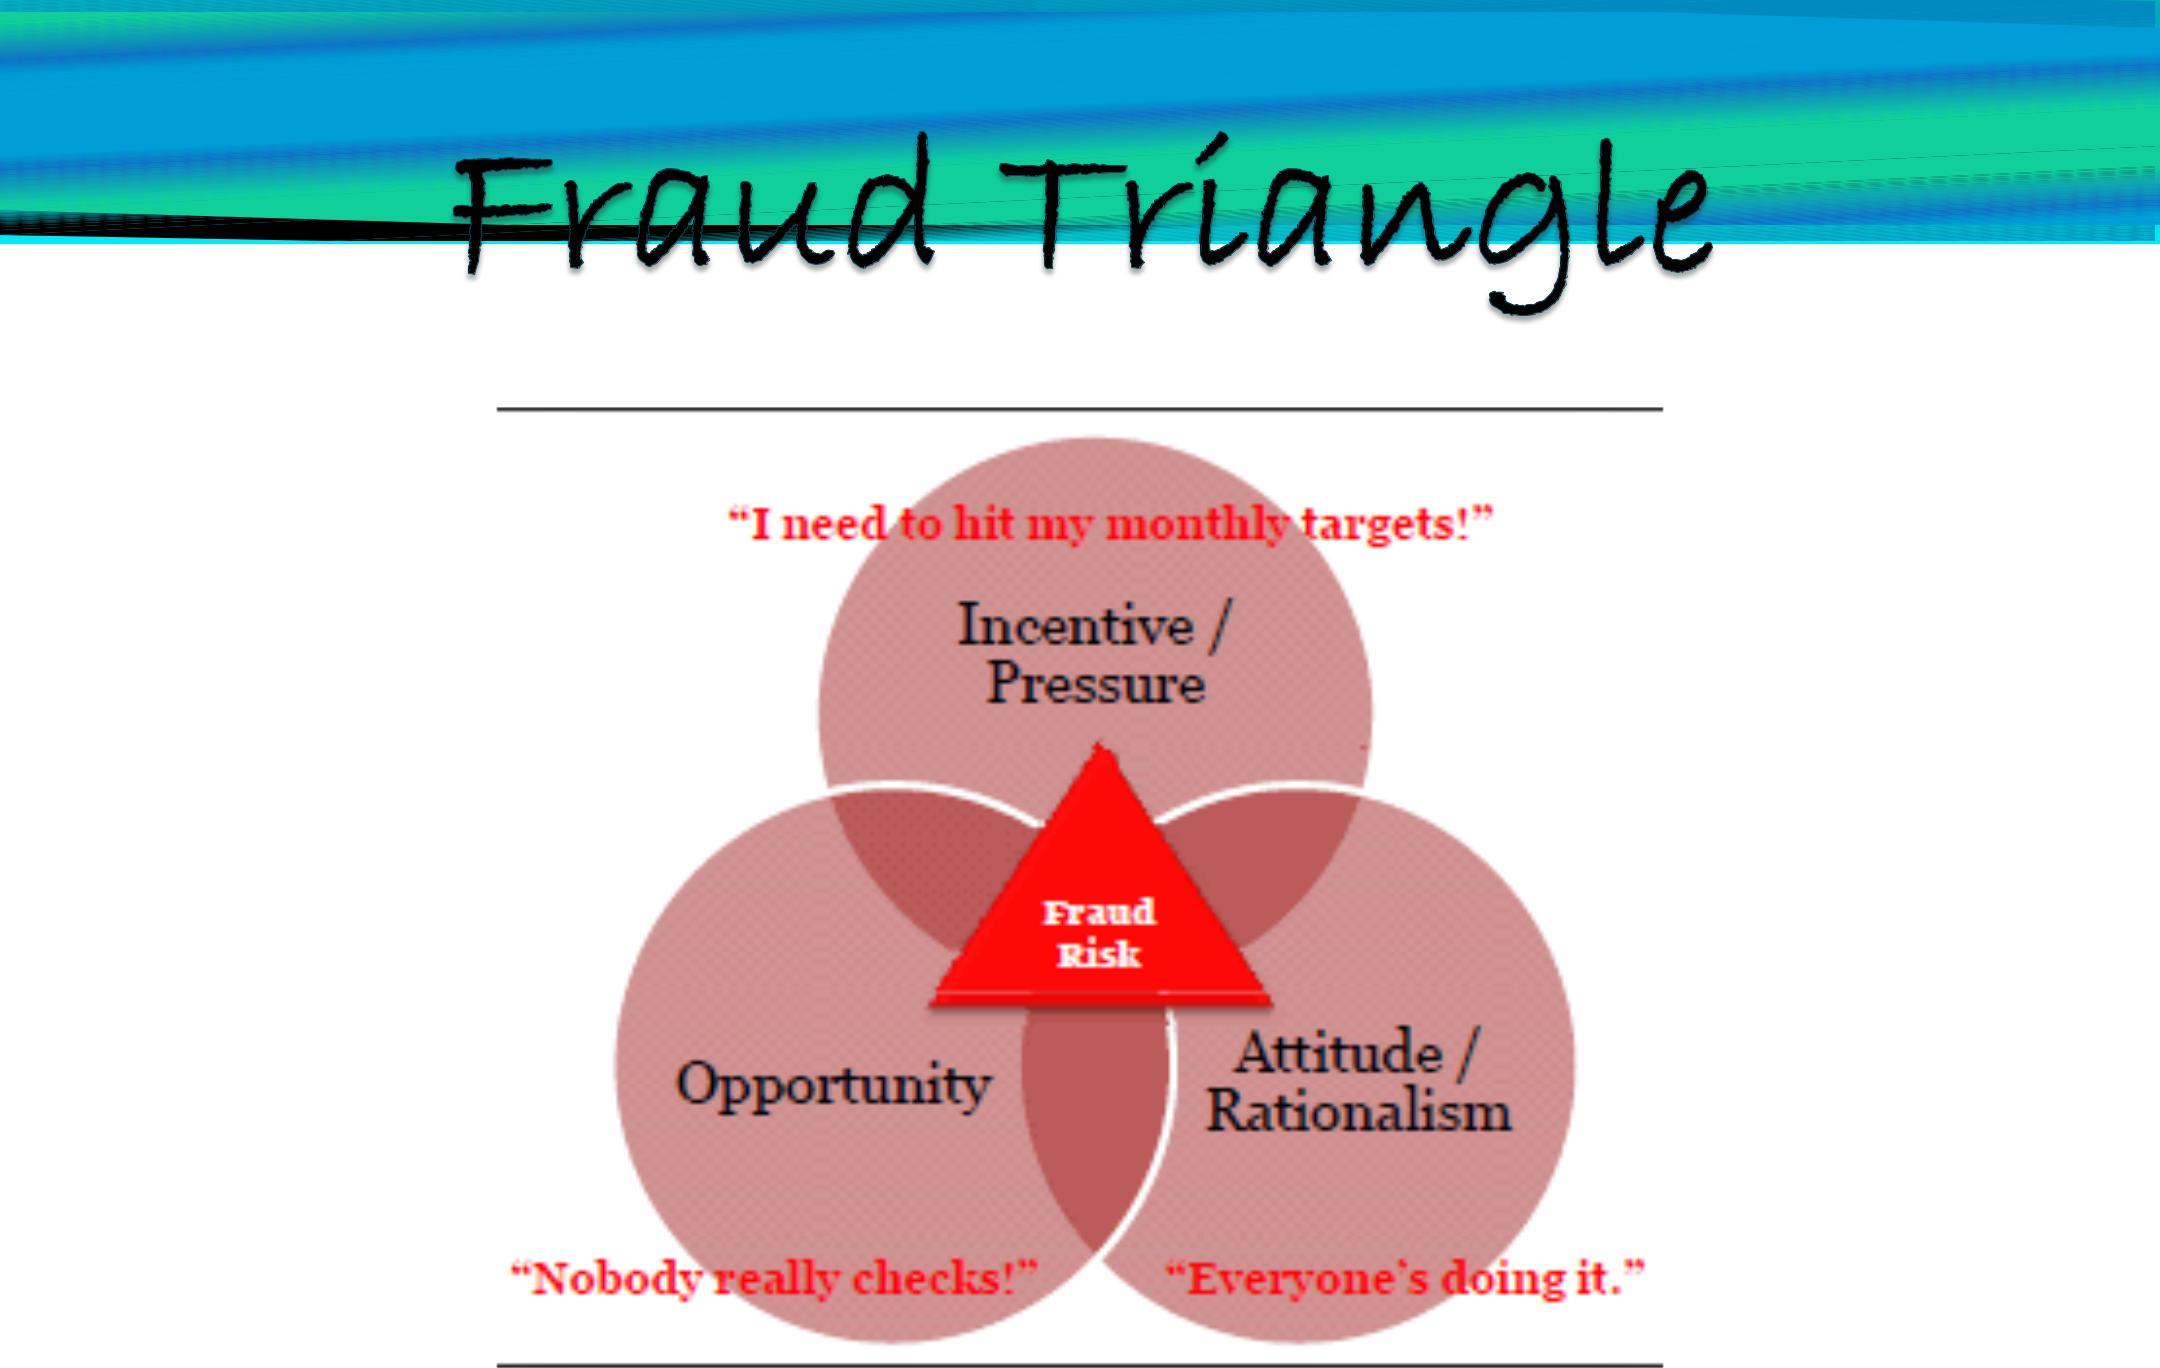 Fraud Triangle
“I need to hit my monthly targets!”
Incentive /
Pressure
Fraud
Risk
Opportunity
Attitude /
Rationalism
“Nobody really checks!”
“Everyone’s doing it.”